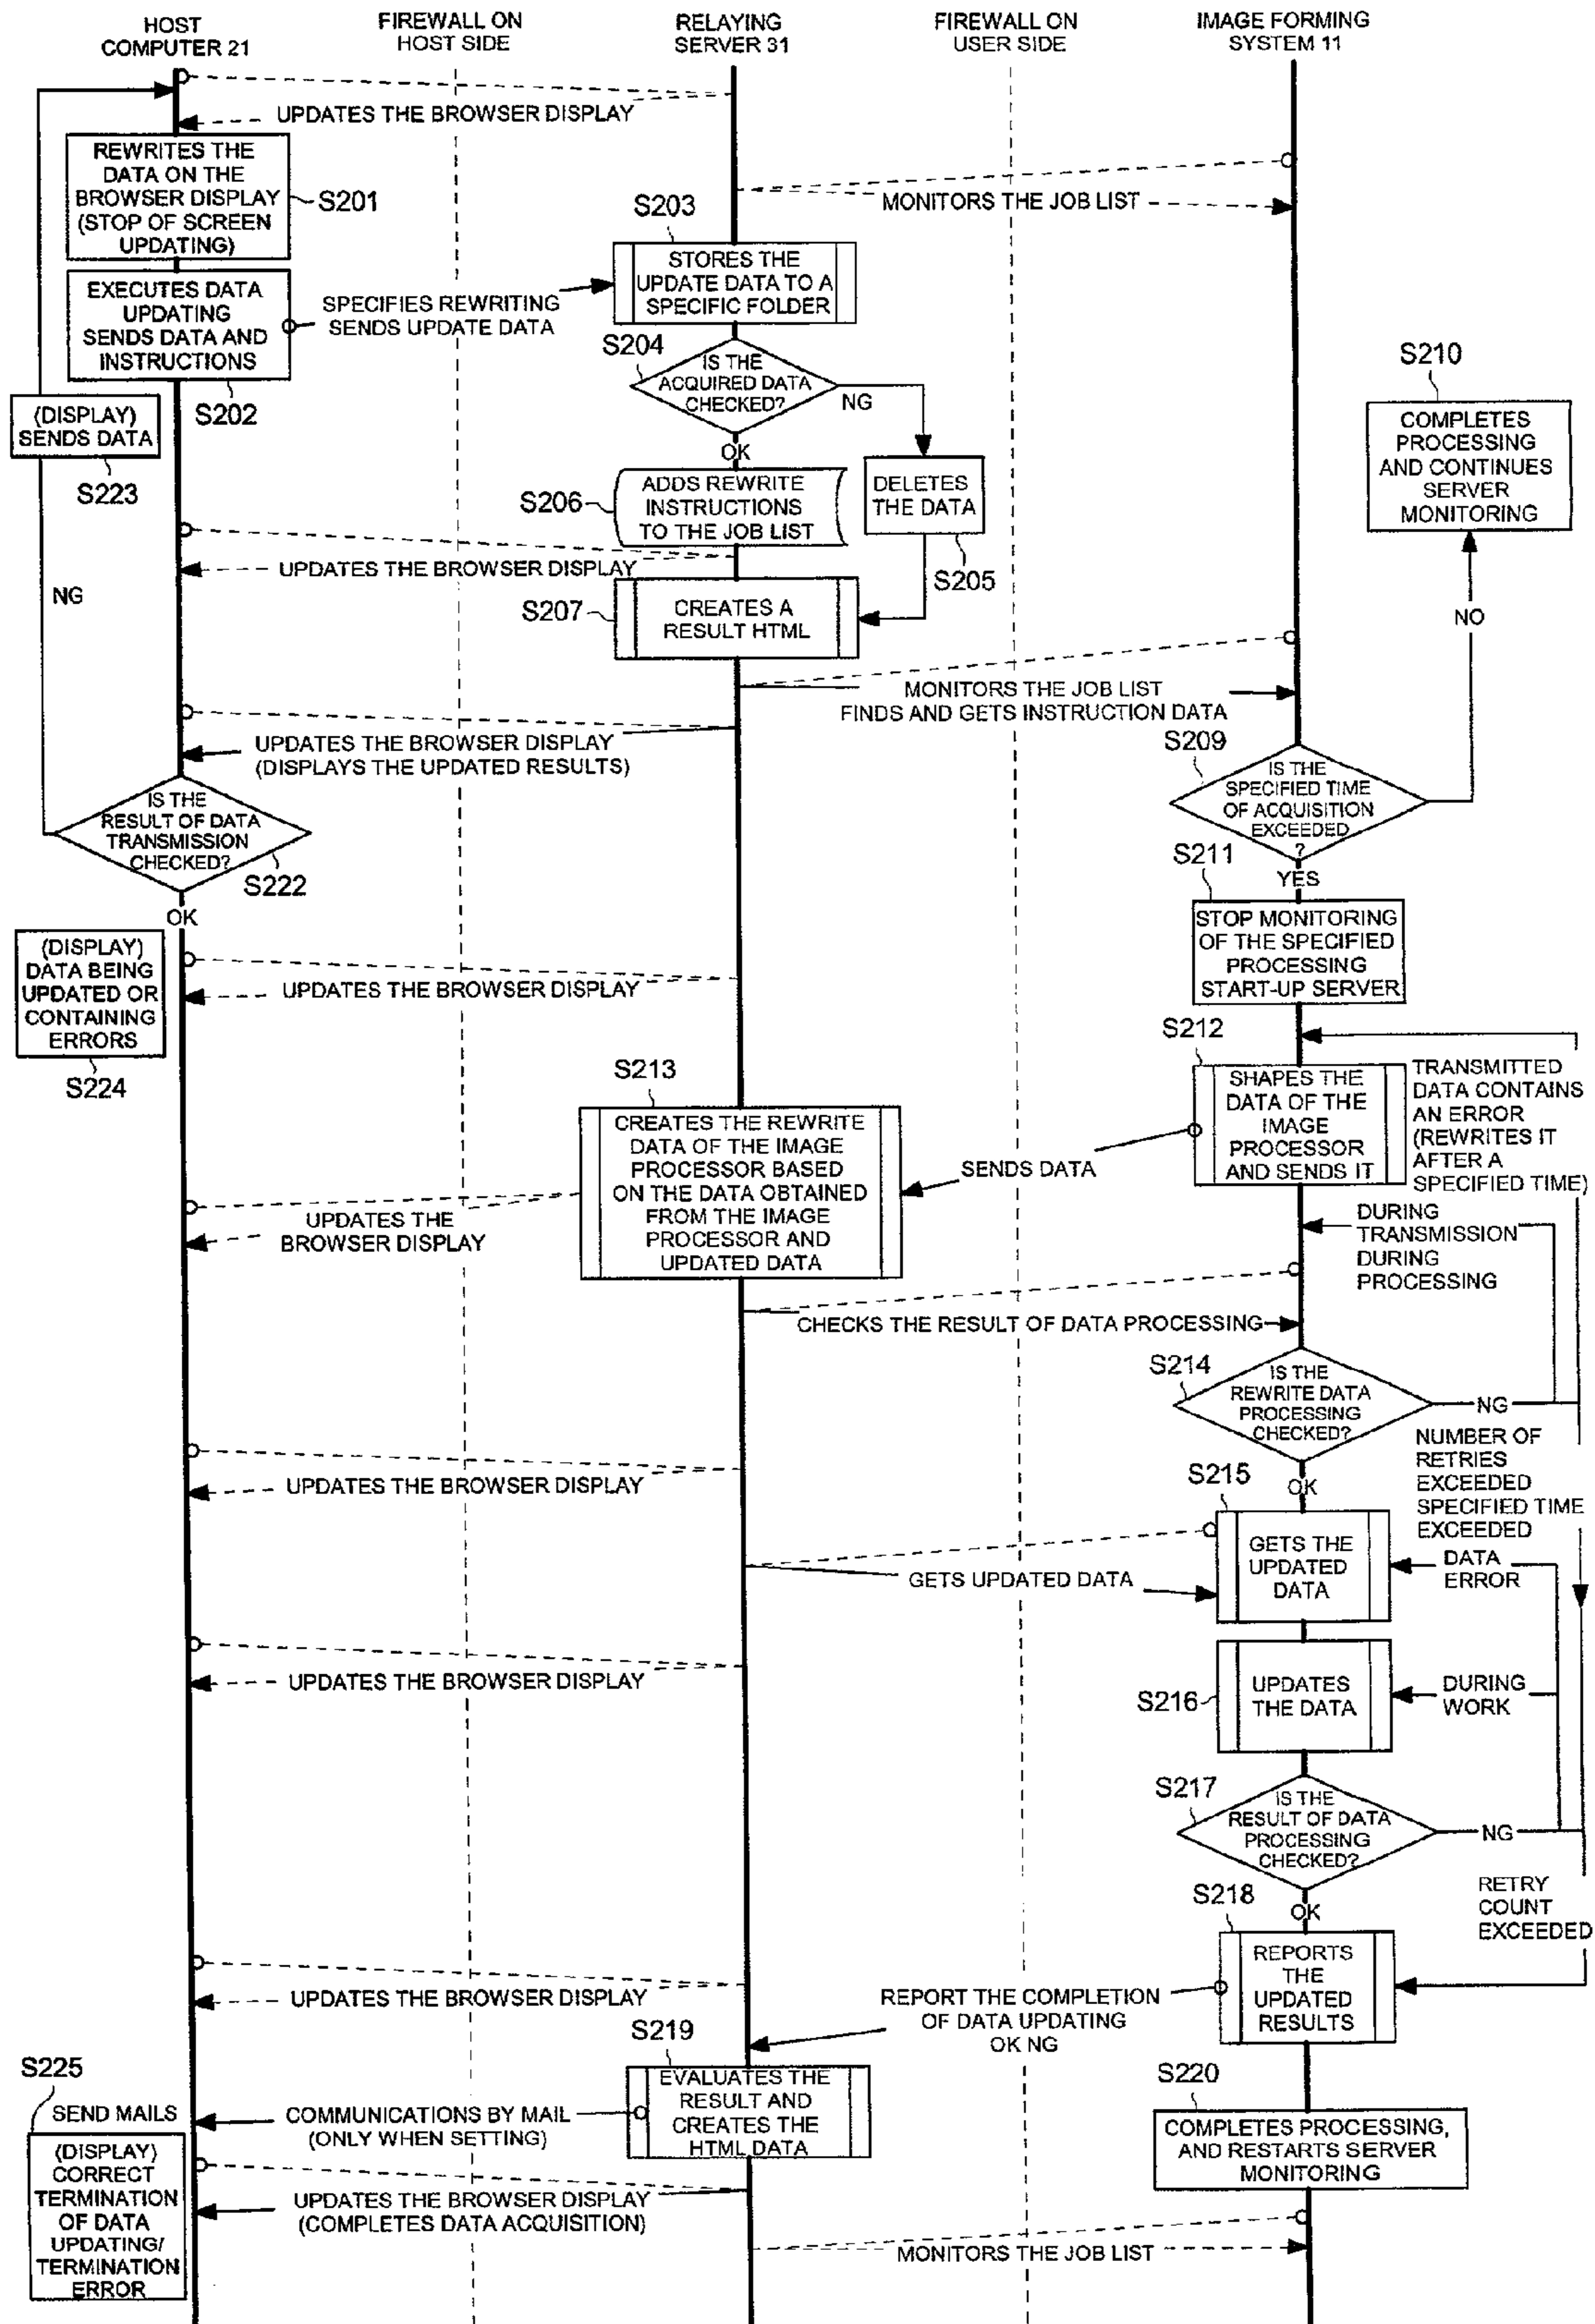 HOST
COMPUTER 21
FIREWALL ON
HOST SIDE
RELAYING
SERVER 31
FIREWALL ON
USER SIDE
IMAGE FORMING
SYSTEM 11
UPDATES THE BROWSER DISPLAY
REWRITES THE
DATA ON THE
BROWSER DISPLAY
(STOP OF SCREEN
UPDATING)
S201
MONITORS THE JOB LIST
S203
STORES THE
UPDATE DATA TO A
SPECIFIC FOLDER
EXECUTES DATA
UPDATING
SENDS DATA AND
INSTRUCTIONS
SPECIFIES REWRITING
SENDS UPDATE DATA
S202
S204
IS THE
ACQUIRED DATA
CHECKED?
NG
OK
S210
COMPLETES
PROCESSING
AND CONTINUES
SERVER
MONITORING
(DISPLAY)
SENDS DATA
S223
S206
ADDS REWRITE
INSTRUCTIONS
TO THE JOB LIST
DELETES
THE DATA
S205
UPDATES THE BROWSER DISPLAY
NG
S207
CREATES A
RESULT HTML
NO
MONITORS THE JOB LIST
FINDS AND GETS INSTRUCTION DATA
UPDATES THE BROWSER DISPLAY
(DISPLAYS THE UPDATED RESULTS)
S209
IS THE
SPECIFIED TIME
OF ACQUISITION
EXCEEDED
?
YES
IS THE
RESULT OF DATA
TRANSMISSION
CHECKED?
S222
OK
S211
STOP MONITORING
OF THE SPECIFIED
PROCESSING
START-UP SERVER
(DISPLAY)
DATA BEING
UPDATED OR
CONTAINING
ERRORS
S224
UPDATES THE BROWSER DISPLAY
S212
SHAPES THE
DATA OF THE
IMAGE
PROCESSOR
AND SENDS IT
TRANSMITTED
DATA CONTAINS
AN ERROR
(REWRITES IT
AFTER A
SPECIFIED TIME)
S213
CREATES THE REWRITE
DATA OF THE IMAGE
PROCESSOR BASED
ON THE DATA OBTAINED
FROM THE IMAGE
PROCESSOR AND
UPDATED DATA
SENDS DATA
UPDATES THE
BROWSER DISPLAY
DURING
TRANSMISSION
DURING
PROCESSING
CHECKS THE RESULT OF DATA PROCESSING
S214
IS THE
REWRITE DATA
PROCESSING
CHECKED?
NG
OK
NUMBER OF
RETRIES
EXCEEDED
SPECIFIED TIME
EXCEEDED
UPDATES THE BROWSER DISPLAY
S215
GETS THE
UPDATED
DATA
DATA
ERROR
GETS UPDATED DATA
UPDATES THE BROWSER DISPLAY
S216
UPDATES
THE DATA
DURING
WORK
S217
IS THE
RESULT OF DATA
PROCESSING
CHECKED?
NG
OK
RETRY
COUNT
EXCEEDED
S218
REPORTS
THE
UPDATED
RESULTS
UPDATES THE BROWSER DISPLAY
REPORT THE COMPLETION
OF DATA UPDATING
OK NG
S219
EVALUATES THE
RESULT AND
CREATES THE
HTML DATA
S220
COMPLETES PROCESSING,
AND RESTARTS SERVER
MONITORING
S225
SEND MAILS
COMMUNICATIONS BY MAIL
(ONLY WHEN SETTING)
(DISPLAY)
CORRECT
TERMINATION
OF DATA
UPDATING/
TERMINATION
ERROR
UPDATES THE BROWSER DISPLAY
(COMPLETES DATA ACQUISITION)
MONITORS THE JOB LIST